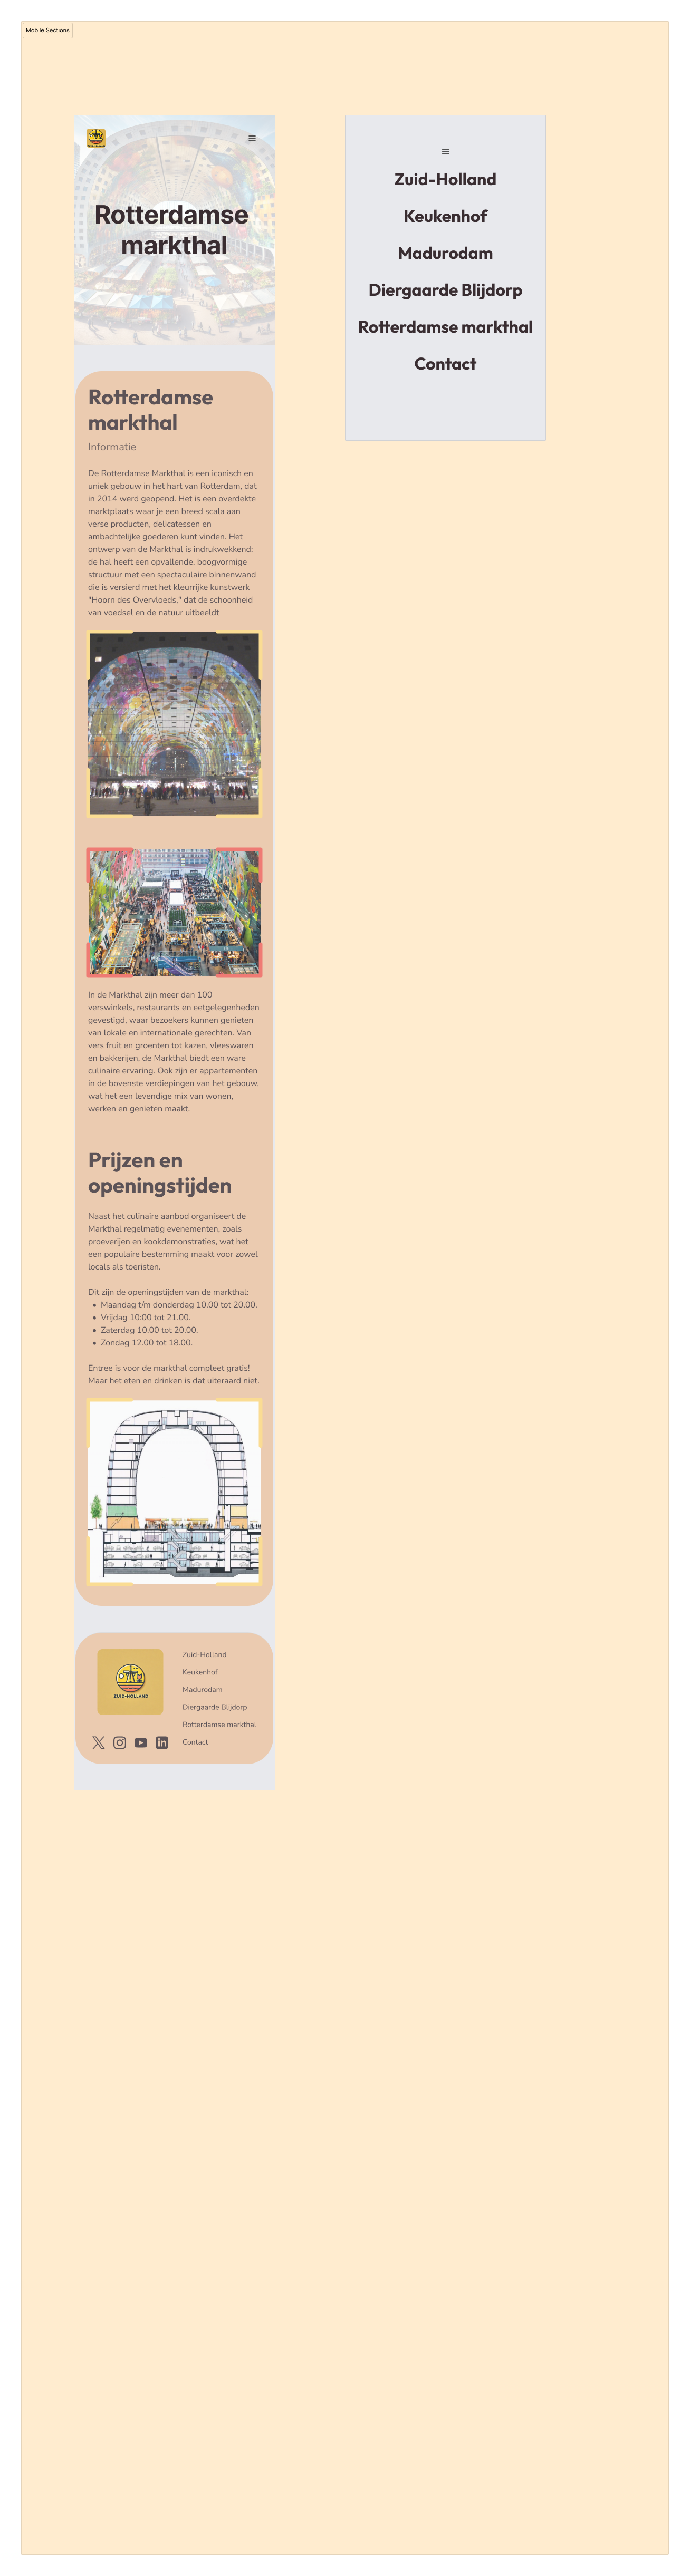 Mobile Sections
Rotterdamse
markthal
Rotterdamse
markthal
Informatie
De Rotterdamse Markthal is een iconisch en
uniek gebouw in het hart van Rotterdam, dat
in 2014 werd geopend. Het is een overdekte
marktplaats waar je een breed scala aan
verse producten, delicatessen en
ambachtelijke goederen kunt vinden. Het
ontwerp van de Markthal is indrukwekkend:
de hal heeft een opvallende, boogvormige
structuur met een spectaculaire binnenwand
die is versierd met het kleurrijke kunstwerk
"Hoorn des Overvloeds," dat de schoonheid
van voedsel en de natuur uitbeeldt
In de Markthal zijn meer dan 100
verswinkels, restaurants en eetgelegenheden
gevestigd, waar bezoekers kunnen genieten
van lokale en internationale gerechten. Van
vers fruit en groenten tot kazen, vleeswaren
en bakkerijen, de Markthal biedt een ware
culinaire ervaring. Ook zijn er appartementen
in de bovenste verdiepingen van het gebouw,
wat het een levendige mix van wonen,
werken en genieten maakt.
Prijzen en
openingstijden
Naast het culinaire aanbod organiseert de
Markthal regelmatig evenementen, zoals
proeverijen en kookdemonstraties, wat het
een populaire bestemming maakt voor zowel
locals als toeristen.
Dit zijn de openingstijden van de markthal:
• Maandag t/m donderdag 10.00 tot 20.00.
• Vrijdag 10:00 tot 21.00.
• Zaterdag 10.00 tot 20.00.
• Zondag 12.00 tot 18.00.
Entree is voor de markthal compleet gratis!
Maar het eten en drinken is dat uiteraard niet.
ZUID-HOLLAND
Zuid-Holland
Keukenhof
Madurodam
Diergaarde Blijdorp
Rotterdamse markthal
Contact
Zuid-Holland
Keukenhof
Madurodam
Diergaarde Blijdorp
Rotterdamse markthal
Contact